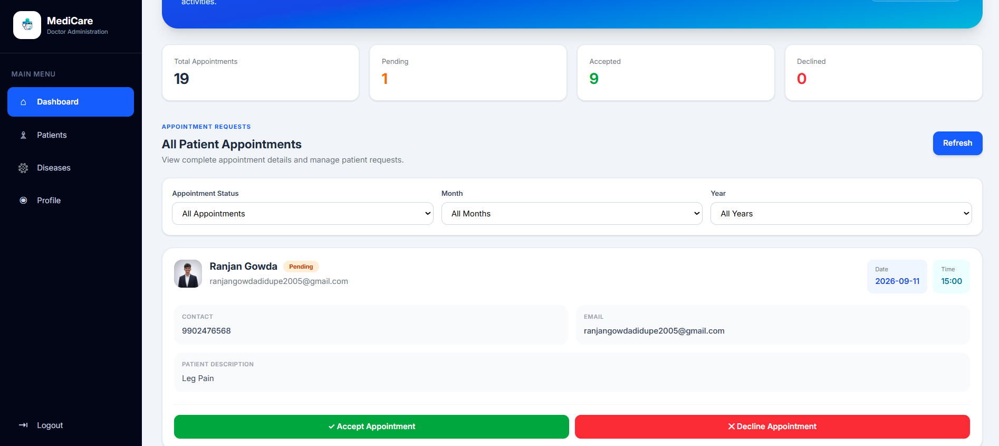 activities.
MediCare
Doctor Administration
MAIN MENU
Dashboard
Patients
Diseases
Profile
Logout
Total Appointments
19
Pending
1
Accepted
9
Declined
0
APPOINTMENT REQUESTS
All Patient Appointments
View complete appointment details and manage patient requests.
Refresh
Appointment Status
All Appointments
Month
All Months
Year
All Years
Ranjan Gowda
Pending
ranjangowdadidupe2005@gmail.com
Date
2026-09-11
Time
15:00
CONTACT
9902476568
EMAIL
ranjangowdadidupe2005@gmail.com
PATIENT DESCRIPTION
Leg Pain
✓ Accept Appointment
✕ Decline Appointment